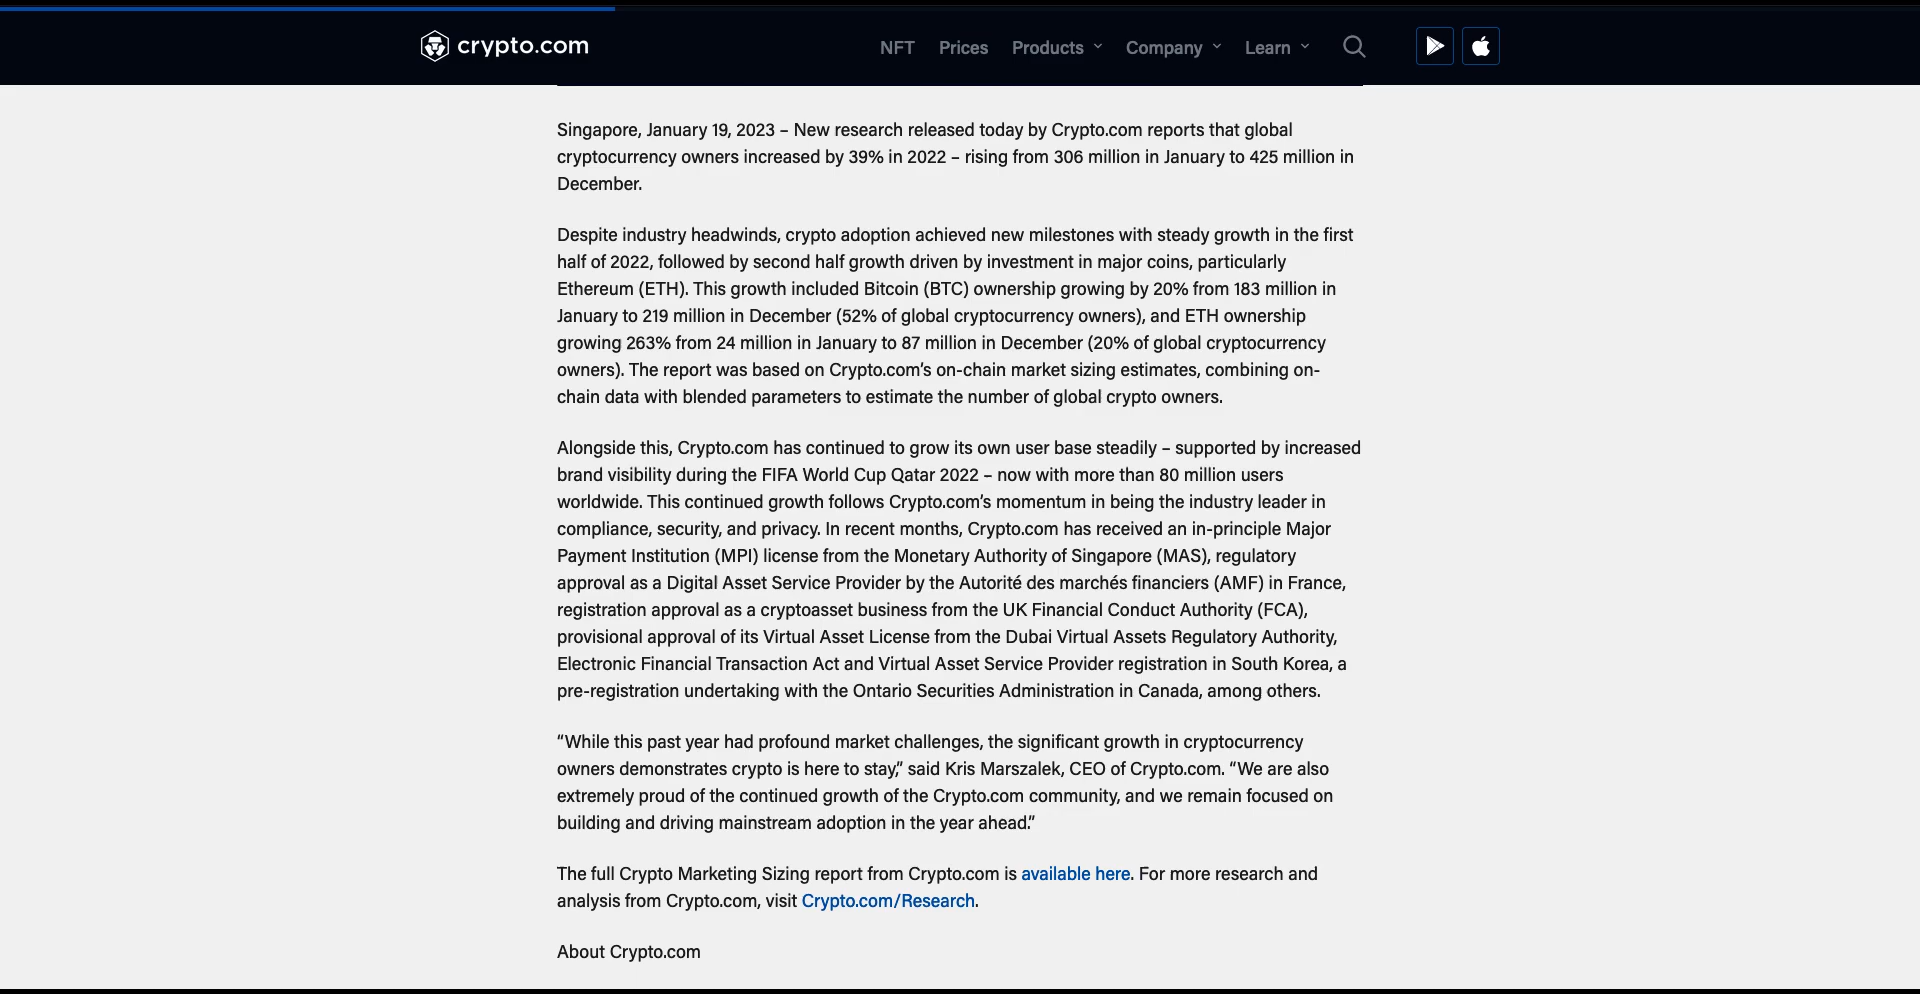 crypto.com
NFT Prices Products Company Learn
Singapore, January 19, 2023 – New research released today by Crypto.com reports that global
cryptocurrency owners increased by 39% in 2022 – rising from 306 million in January to 425 million in
December.
Despite industry headwinds, crypto adoption achieved new milestones with steady growth in the first
half of 2022, followed by second half growth driven by investment in major coins, particularly
Ethereum (ETH). This growth included Bitcoin (BTC) ownership growing by 20% from 183 million in
January to 219 million in December (52% of global cryptocurrency owners), and ETH ownership
growing 263% from 24 million in January to 87 million in December (20% of global cryptocurrency
owners). The report was based on Crypto.com’s on-chain market sizing estimates, combining on-
chain data with blended parameters to estimate the number of global crypto owners.
Alongside this, Crypto.com has continued to grow its own user base steadily – supported by increased
brand visibility during the FIFA World Cup Qatar 2022 – now with more than 80 million users
worldwide. This continued growth follows Crypto.com’s momentum in being the industry leader in
compliance, security, and privacy. In recent months, Crypto.com has received an in-principle Major
Payment Institution (MPI) license from the Monetary Authority of Singapore (MAS), regulatory
approval as a Digital Asset Service Provider by the Autorité des marchés financiers (AMF) in France,
registration approval as a cryptoasset business from the UK Financial Conduct Authority (FCA),
provisional approval of its Virtual Asset License from the Dubai Virtual Assets Regulatory Authority,
Electronic Financial Transaction Act and Virtual Asset Service Provider registration in South Korea, a
pre-registration undertaking with the Ontario Securities Administration in Canada, among others.
“While this past year had profound market challenges, the significant growth in cryptocurrency
owners demonstrates crypto is here to stay,” said Kris Marszalek, CEO of Crypto.com. “We are also
extremely proud of the continued growth of the Crypto.com community, and we remain focused on
building and driving mainstream adoption in the year ahead.”
The full Crypto Marketing Sizing report from Crypto.com is available here. For more research and
analysis from Crypto.com, visit Crypto.com/Research.
About Crypto.com